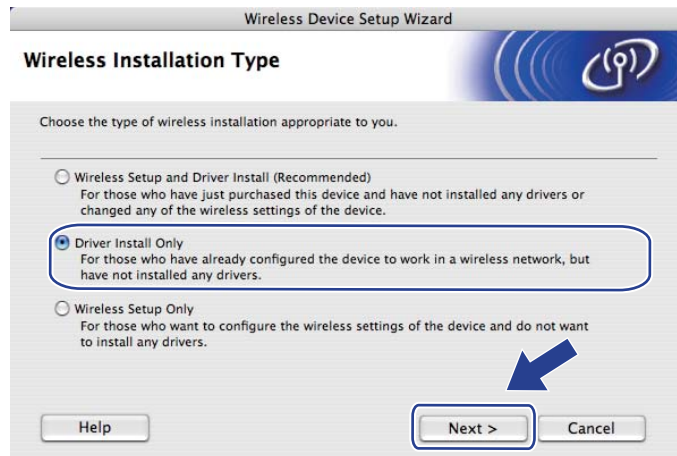 Wireless Device Setup Wizard
Wireless Installation Type
Choose the type of wireless installation appropriate to you.
Wireless Setup and Driver Install (Recommended)
For those who have just purchased this device and have not installed any drivers or
changed any of the wireless settings of the device.
Driver Install Only
For those who have already configured the device to work in a wireless network, but
have not installed any drivers.
Wireless Setup Only
For those who want to configure the wireless settings of the device and do not want
to install any drivers.
Help
Next >
Cancel